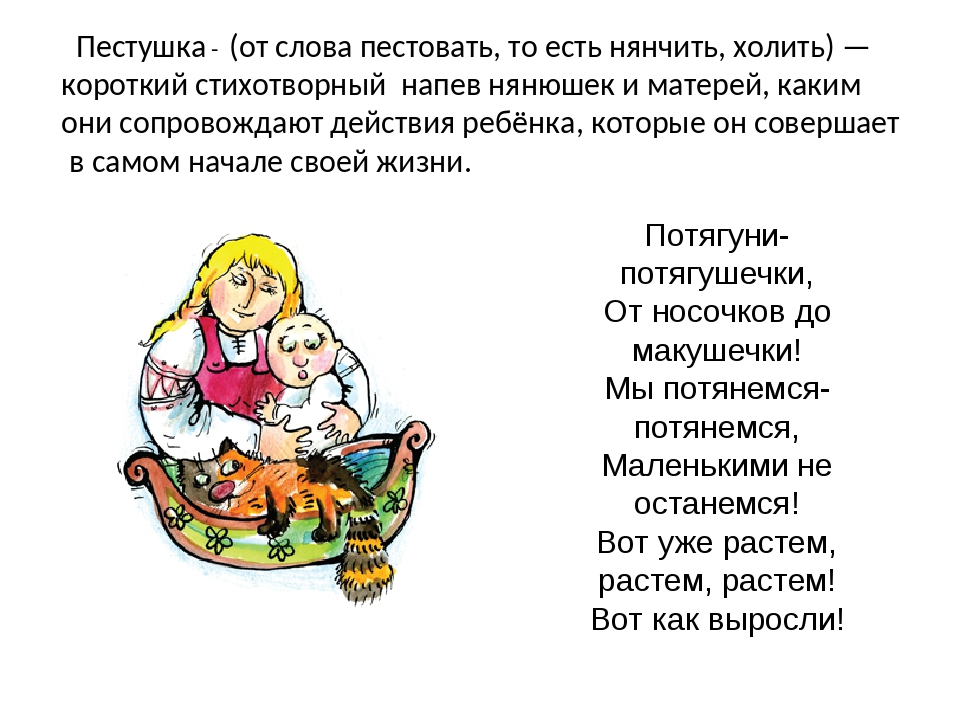 Пестушка - (от слова пестовать, то есть нянчить, холить) —
короткий стихотворный напев нянюшек и матерей, каким
они сопровождают действия ребёнка, которые он совершает
в самом начале своей жизни.
Потягуни-
потягушечки,
От носочков до
макушечки!
Мы потянемся-
потянемся,
Маленькими не
останемся!
Вот уже растем,
растем, растем!
Вот как выросли!